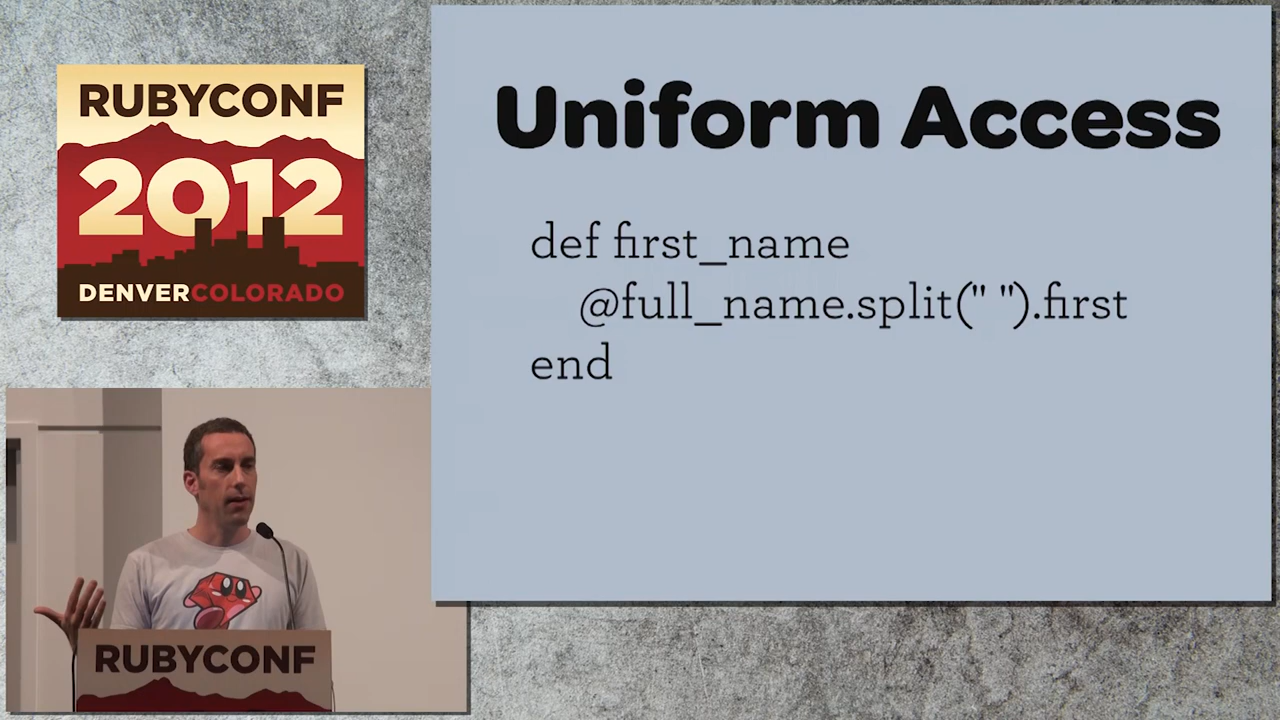 RUBYCONF
2012
DENVERCOLORADO
Uniform Access
def first_name
@full_name.split(" ").first
end
RUBYCONF